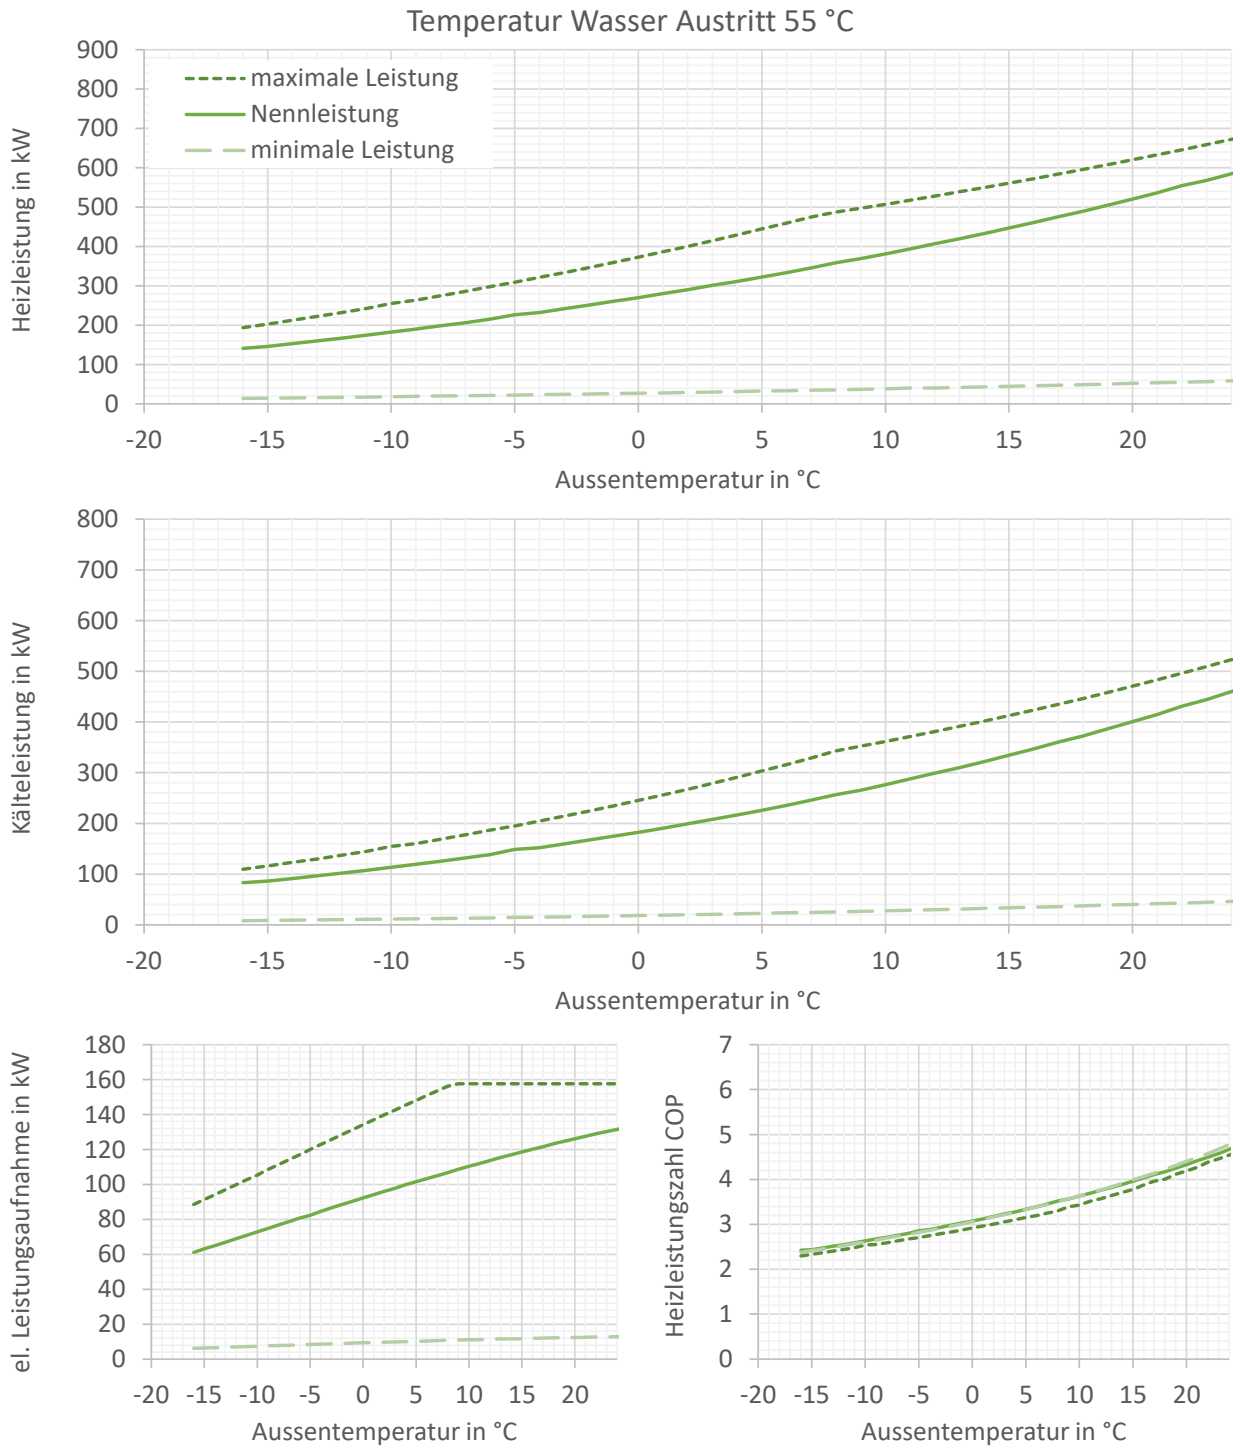 Temperatur Wasser Austritt 55 °C
Heizleistung in kW
900
800
700
600
500
400
300
200
100
0
maximale Leistung
Nennleistung
minimale Leistung
-20 -15 -10 -5 0 5 10 15 20
Aussentemperatur in °C
Kälteleistung in kW
800
700
600
500
400
300
200
100
0
-20 -15 -10 -5 0 5 10 15 20
Aussentemperatur in °C
el. Leistungsaufnahme in kW
180
160
140
120
100
80
60
40
20
0
-20 -15 -10 -5 0 5 10 15 20
Aussentemperatur in °C
Heizleistungszahl COP
7
6
5
4
3
2
1
0
-20 -15 -10 -5 0 5 10 15 20
Aussentemperatur in °C